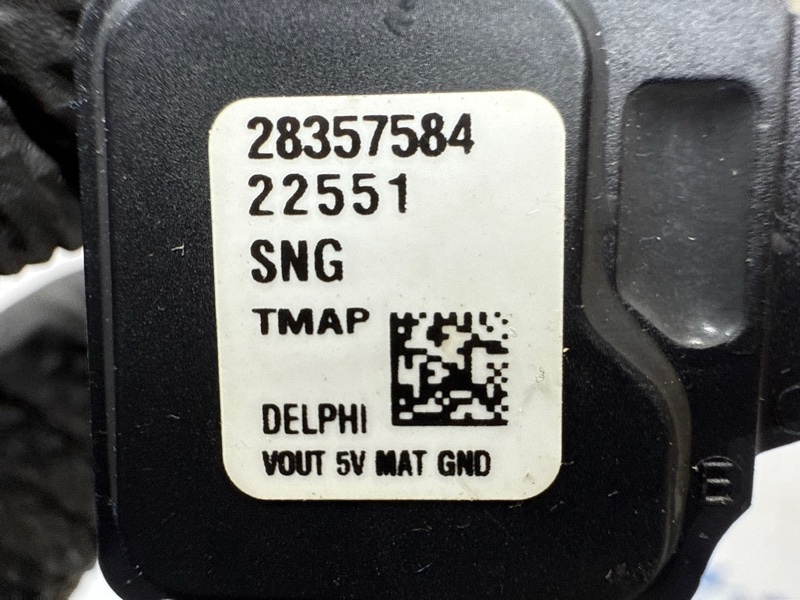 28357584
22551
SNG
TMAP
DELPHI
VOUT 5V MAT GND